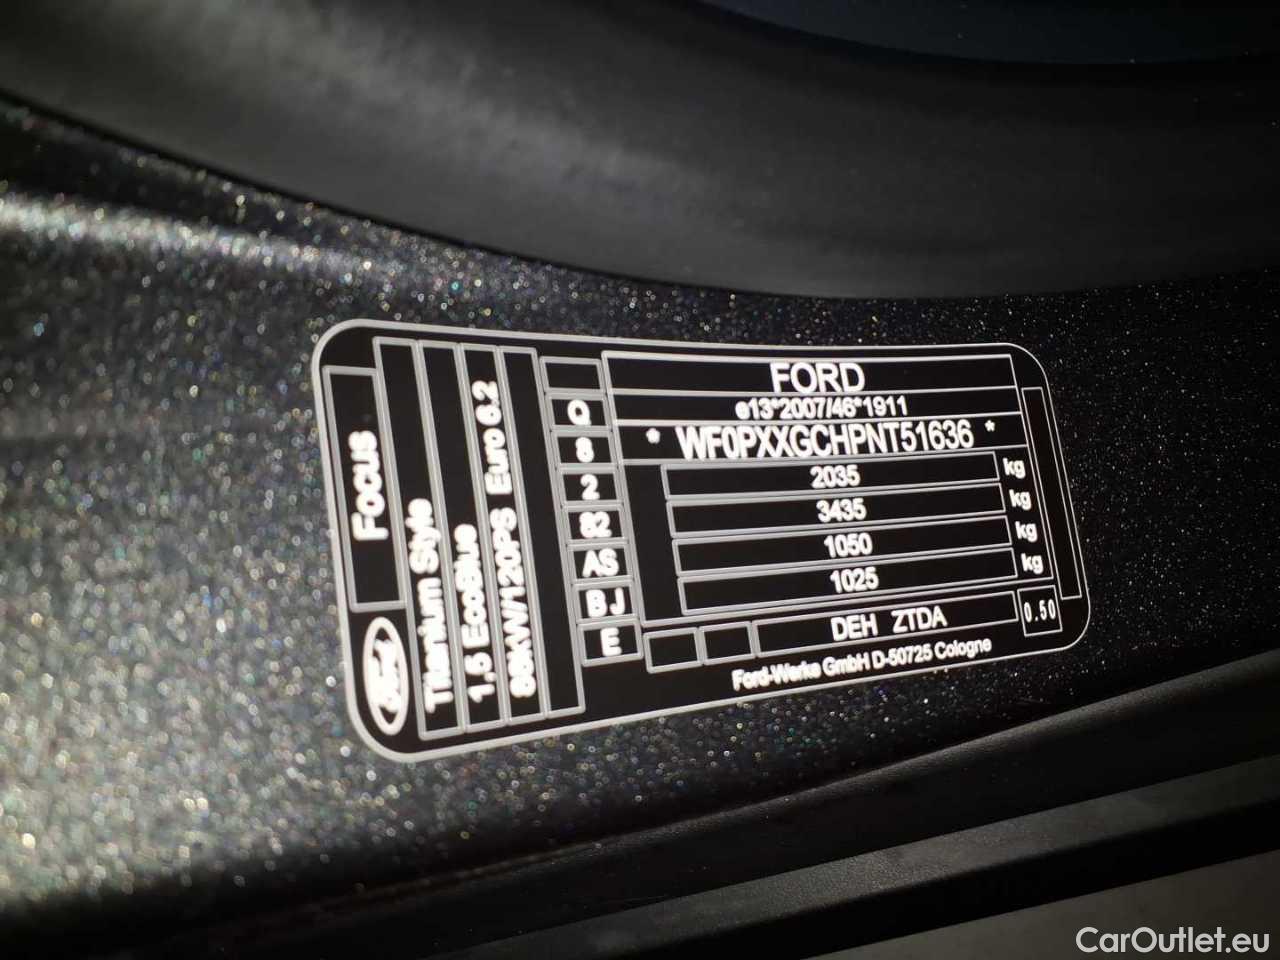 FORD
e13*2007/46*1911
* WF0PXXGCHPNT51636 *
2035 kg
3435 kg
1050 kg
1025 kg
DEH ZTDA
0.50
Ford-Werke GmbH D-50725 Cologne
Q
8
2
82
AS
BJ
E
Focus
Titanium Style
1,5 EcoBlue
88kW/120PS Euro 6.2
CarOutlet.eu